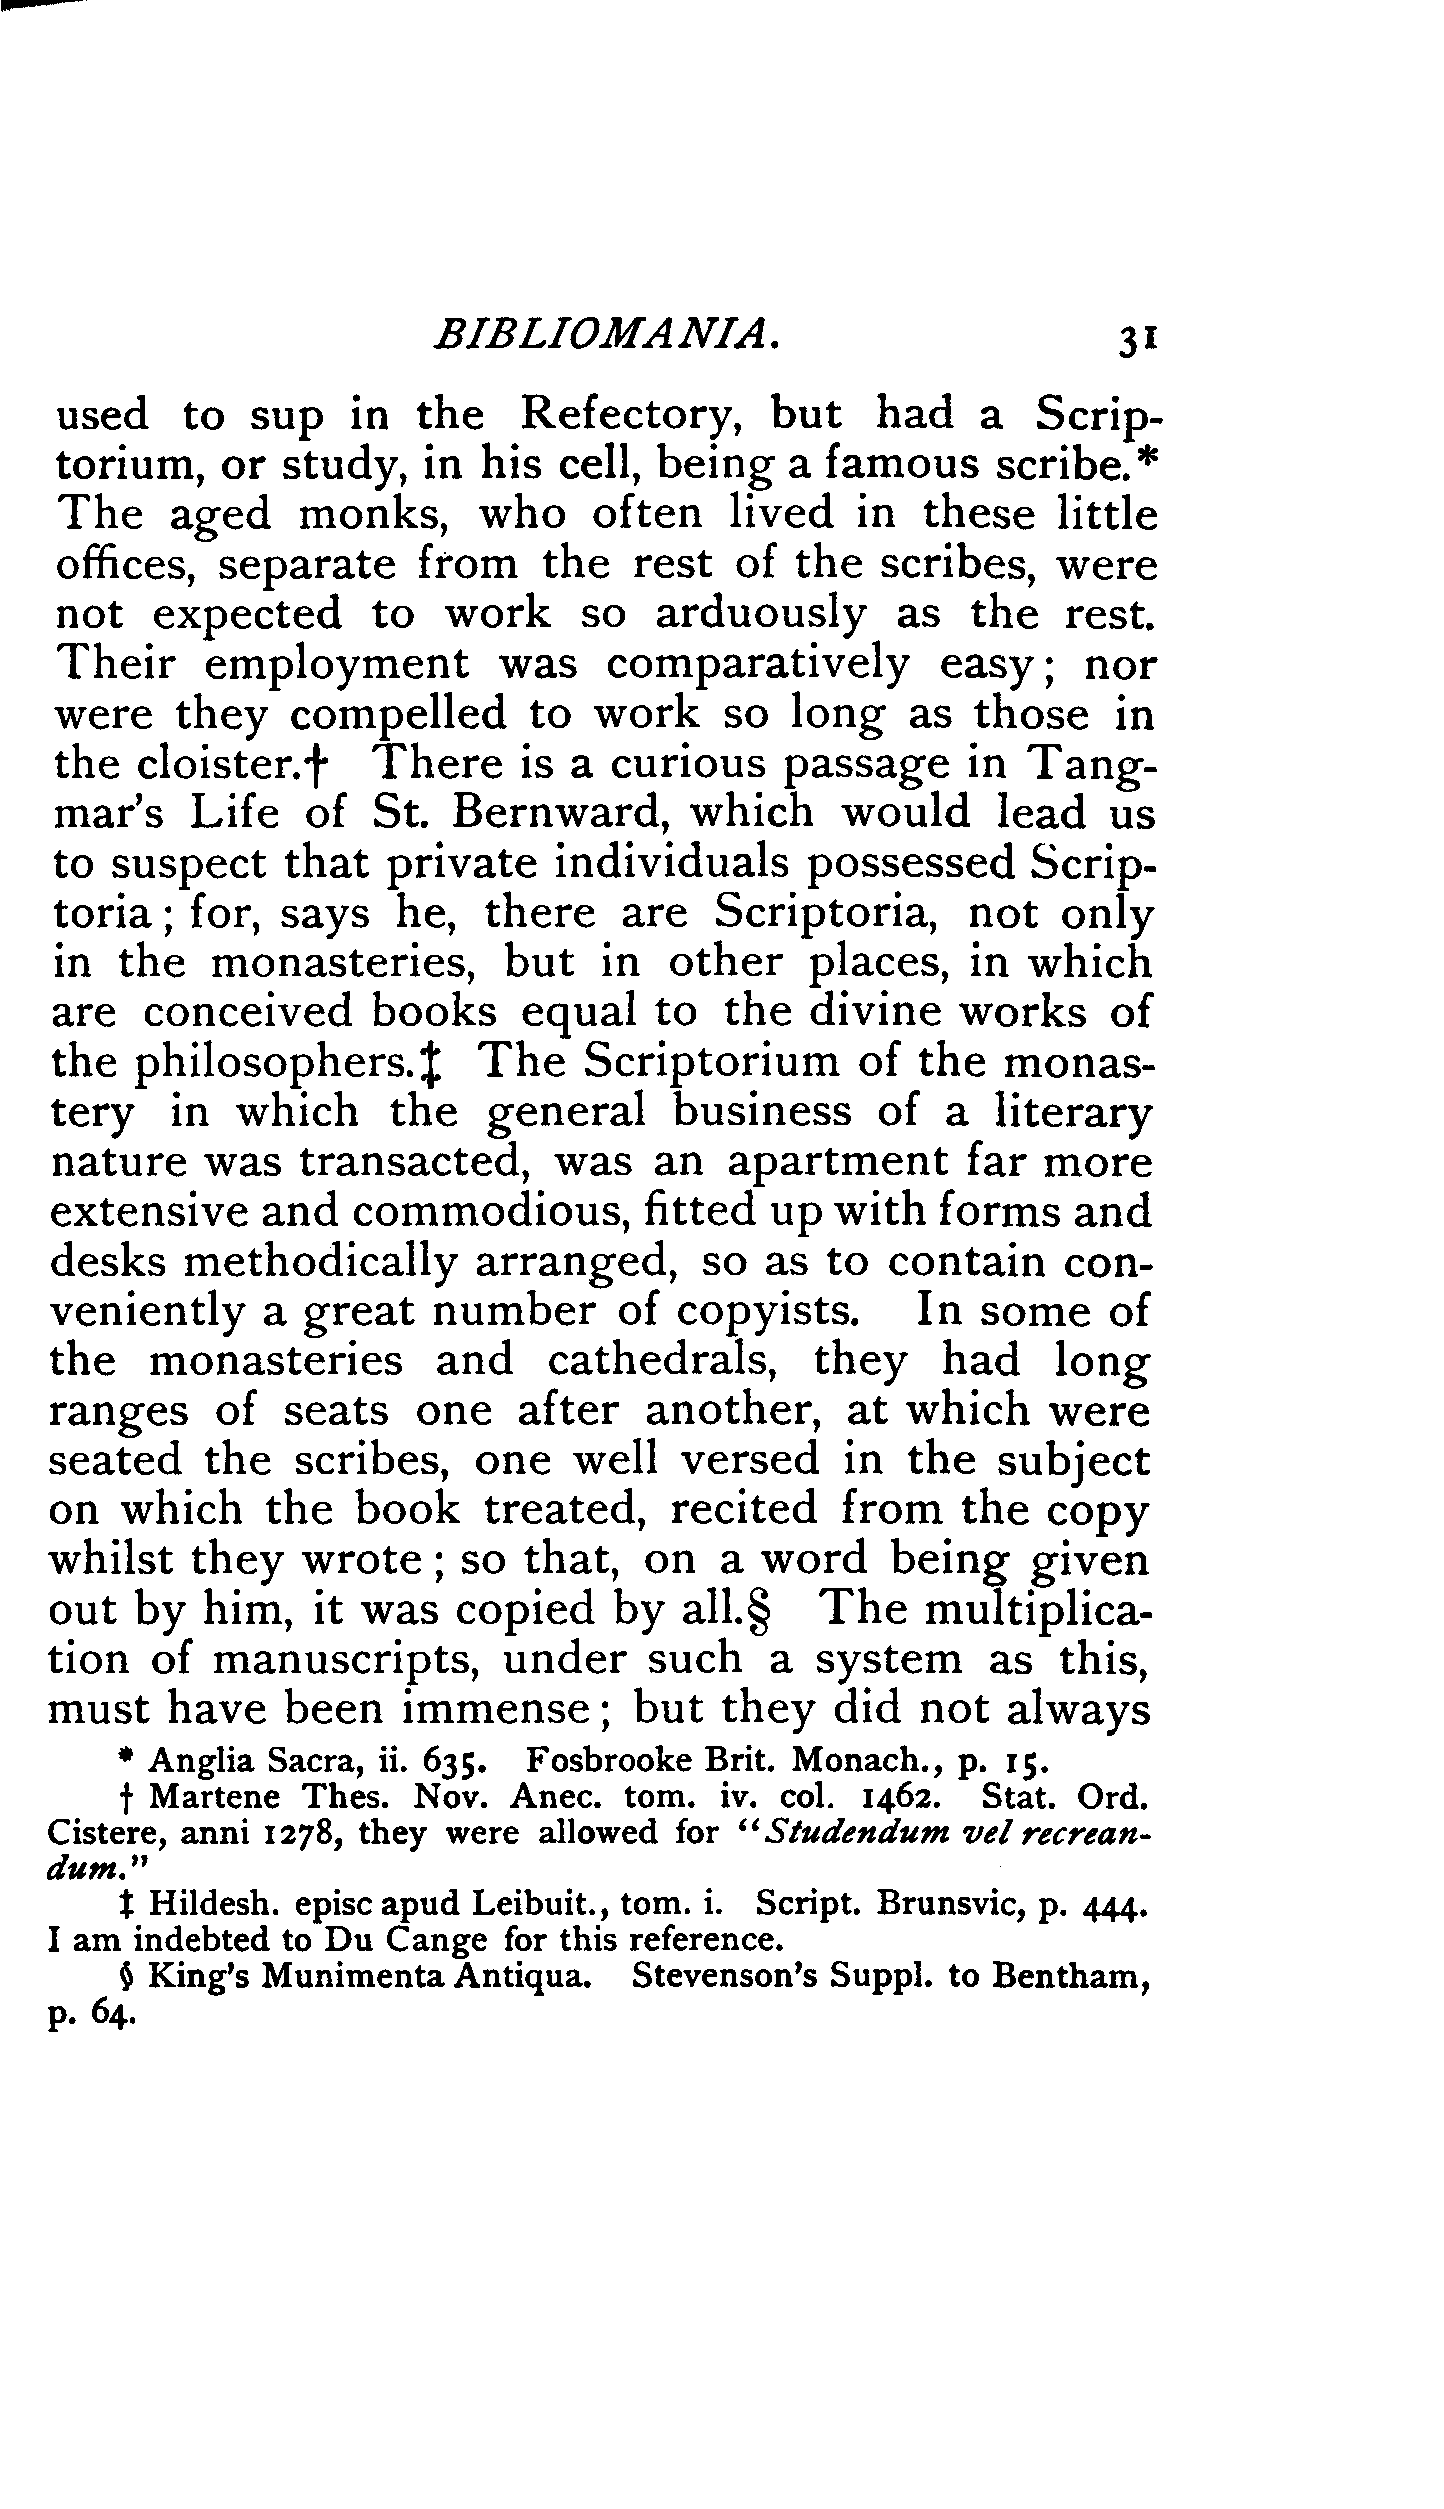 BIBLIOMANIA. 31
used to sup in the Refectory, but had a Scrip-
torium, or study, in his cell, being a famous scribe.*
The aged monks, who often lived in these little
offices, separate from the rest of the scribes, were
not expected to work so arduously as the rest.
Their employment was comparatively easy; nor
were they compelled to work so long as those in
the cloister.† There is a curious passage in Tang-
mar's Life of St. Bernward, which would lead us
to suspect that private individuals possessed Scrip-
toria; for, says he, there are Scriptoria, not only
in the monasteries, but in other places, in which
are conceived books equal to the divine works of
the philosophers.‡ The Scriptorium of the monas-
tery in which the general business of a literary
nature was transacted, was an apartment far more
extensive and commodious, fitted up with forms and
desks methodically arranged, so as to contain con-
veniently a great number of copyists. In some of
the monasteries and cathedrals, they had long
ranges of seats one after another, at which were
seated the scribes, one well versed in the subject
on which the book treated, recited from the copy
whilst they wrote; so that, on a word being given
out by him, it was copied by all.§ The multiplica-
tion of manuscripts, under such a system as this,
must have been immense; but they did not always
* Anglia Sacra, ii. 635. Fosbrooke Brit. Monach., p. 15.
† Martene Thes. Nov. Anec. tom. iv. col. 1462. Stat. Ord.
Cistere, anni 1278, they were allowed for "Studendum vel recrean-
dum."
‡ Hildesh. episc apud Leibuit., tom. i. Script. Brunsvic, p. 444.
I am indebted to Du Cange for this reference.
§ King's Munimenta Antiqua. Stevenson's Suppl. to Bentham,
p. 64.